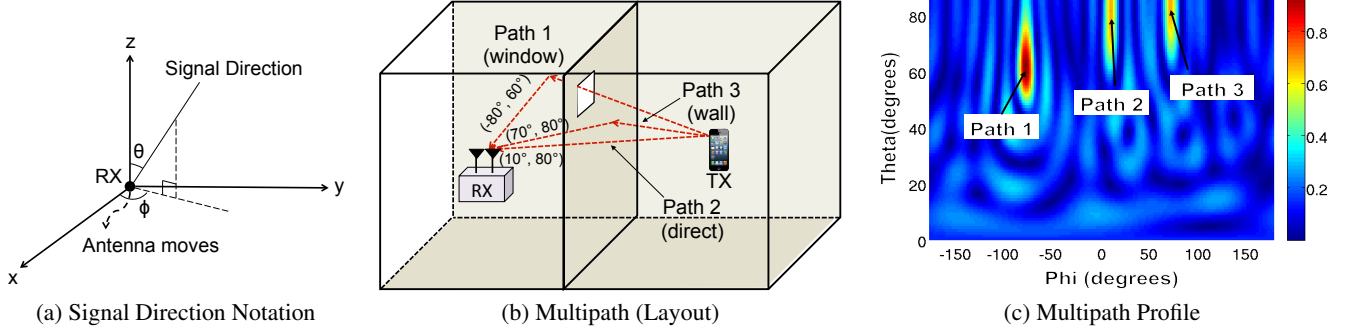 z
Signal Direction
θ
RX
y
ϕ
Antenna moves
x
(a) Signal Direction Notation
Path 1
(window)
Path 3
(wall)
(-80°, 60°)
(70°, 80°)
(10°, 80°)
RX
TX
Path 2
(direct)
(b) Multipath (Layout)
Theta(degrees)
80
60
40
20
0
Path 1
Path 2
Path 3
-150 -100 -50 0 50 100 150
Phi (degrees)
0.8
0.6
0.4
0.2
(c) Multipath Profile